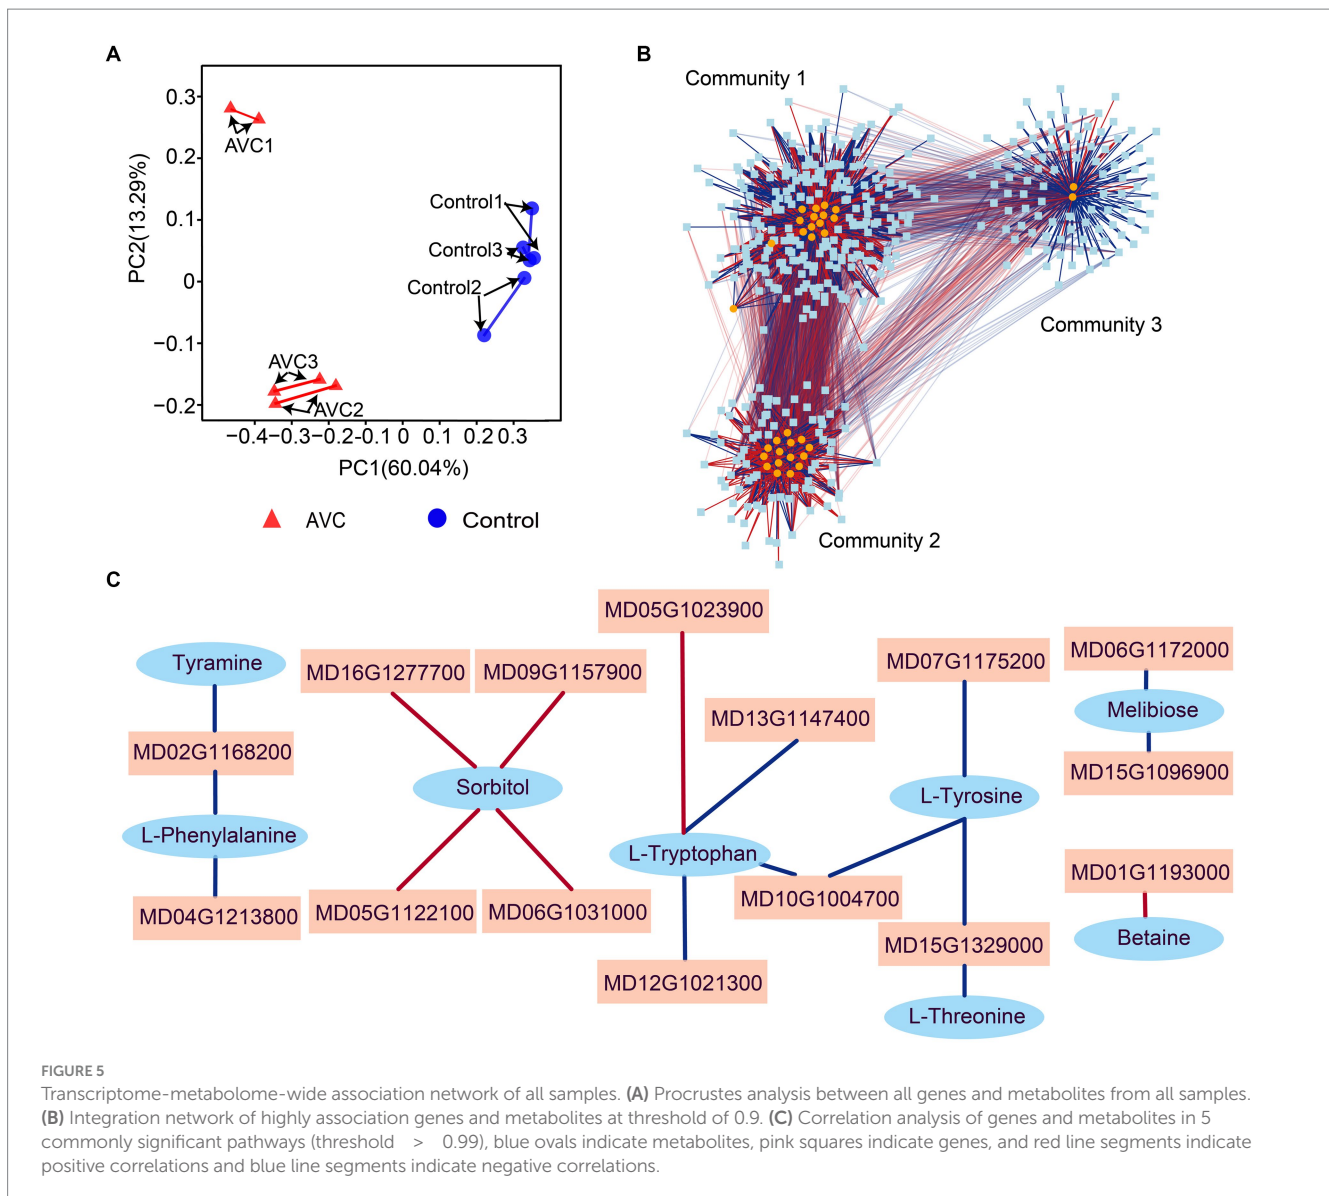 A
PC2(13.29%)
0.3
0.2
0.1
0
−0.1
−0.2
AVC1
Control1
Control3
Control2
AVC3
AVC2
−0.4−0.3−0.2−0.1 0 0.1 0.2 0.3
PC1(60.04%)
AVC Control
B
Community 1
Community 3
Community 2
C
Tyramine
MD02G1168200
L-Phenylalanine
MD04G1213800
MD16G1277700
MD09G1157900
Sorbitol
MD05G1122100
MD06G1031000
MD05G1023900
MD13G1147400
L-Tryptophan
MD10G1004700
MD12G1021300
MD07G1175200
L-Tyrosine
MD15G1329000
L-Threonine
MD06G1172000
Melibiose
MD15G1096900
MD01G1193000
Betaine
FIGURE 5
Transcriptome-metabolome-wide association network of all samples. (A) Procrustes analysis between all genes and metabolites from all samples.
(B) Integration network of highly association genes and metabolites at threshold of 0.9. (C) Correlation analysis of genes and metabolites in 5
commonly significant pathways (threshold > 0.99), blue ovals indicate metabolites, pink squares indicate genes, and red line segments indicate
positive correlations and blue line segments indicate negative correlations.